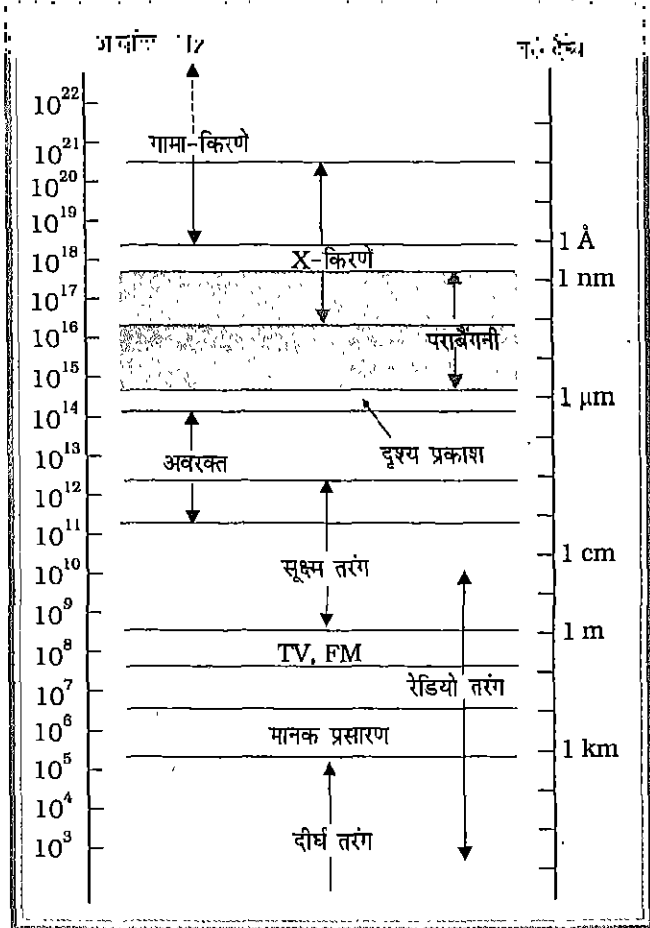 Hz
10²²
10²¹
गामा-किरणे
10²⁰
10¹⁹
1 Å
10¹⁸
X-किरणें
1 nm
10¹⁷
10¹⁶
पराबैंगनी
10¹⁵
1 µm
10¹⁴
दृश्य प्रकाश
10¹³
अवरक्त
10¹²
10¹¹
1 cm
10¹⁰
सूक्ष्म तरंग
10⁹
1 m
10⁸
TV, FM
रेडियो तरंग
10⁷
10⁶
मानक प्रसारण
1 km
10⁵
10⁴
दीर्घ तरंग
10³